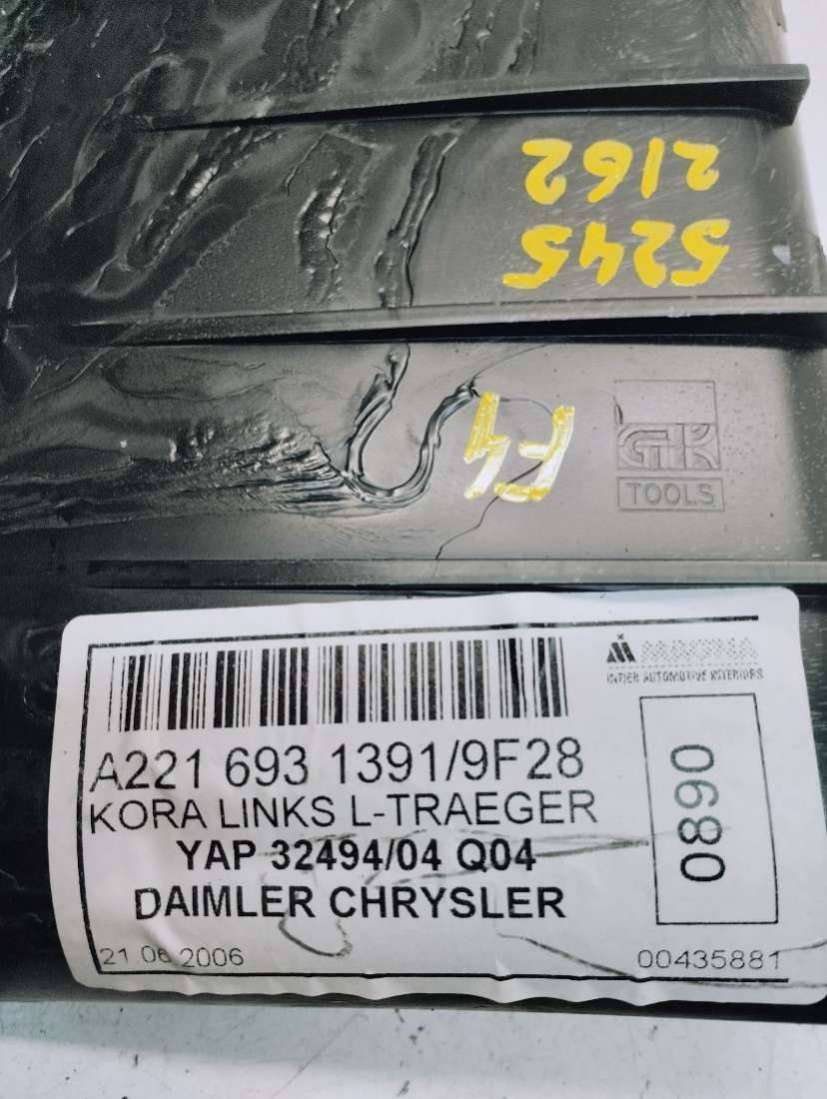 5245
2162
F4
GK
TOOLS
INTIER AUTOMOTIVE INTERIORS
A221 693 1391/9F28
KORA LINKS L-TRAEGER
YAP 32494/04 Q04
DAIMLER CHRYSLER
0890
21.06.2006
00435881